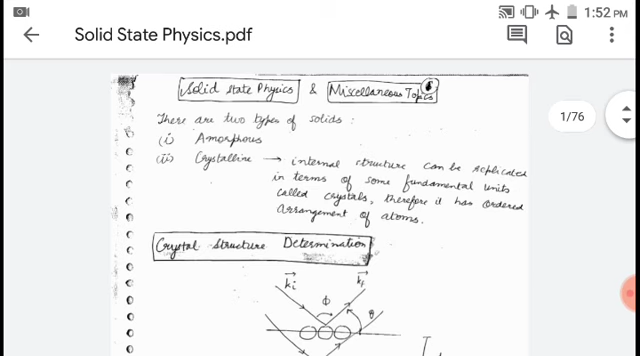 1:52 PM
Solid State Physics.pdf
1/76
Solid State Physics & Miscellaneous Topics
There are two types of solids :
(i) Amorphous
(ii) Crystalline → internal structure can be replicated
in terms of some fundamental units
called crystals, therefore it has ordered
arrangement of atoms.
Crystal Structure Determination
ki kf
ϕ θ